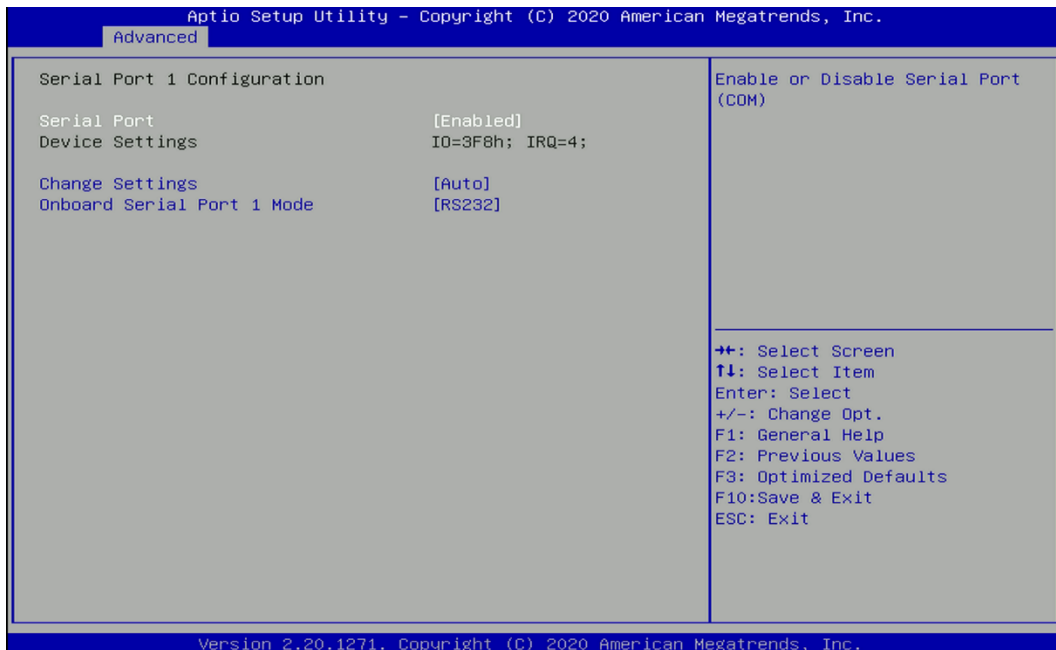 Aptio Setup Utility – Copyright (C) 2020 American Megatrends, Inc.
Advanced
Serial Port 1 Configuration
Serial Port [Enabled]
Device Settings IO=3F8h; IRQ=4;
Change Settings [Auto]
Onboard Serial Port 1 Mode [RS232]
Enable or Disable Serial Port
(COM)
→←: Select Screen
↑↓: Select Item
Enter: Select
+/-: Change Opt.
F1: General Help
F2: Previous Values
F3: Optimized Defaults
F10:Save & Exit
ESC: Exit
Version 2.20.1271. Copyright (C) 2020 American Megatrends, Inc.